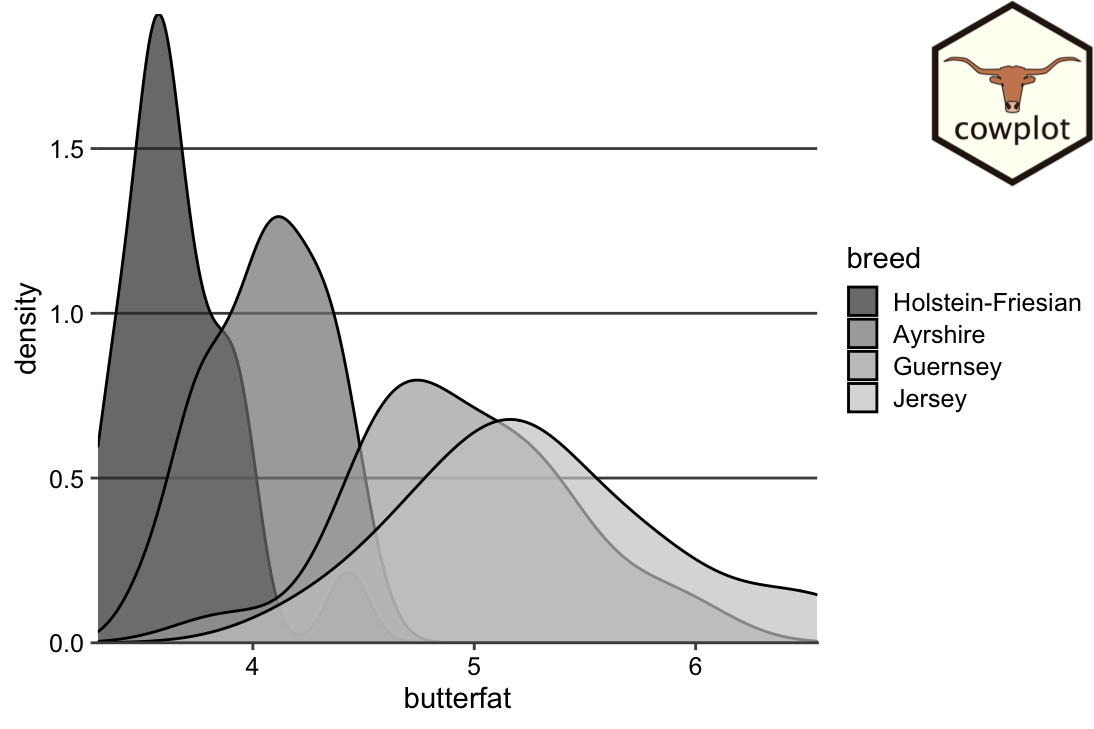 cowplot
1.5
1.0
0.5
0.0
density
4 5 6
butterfat
breed
Holstein-Friesian
Ayrshire
Guernsey
Jersey